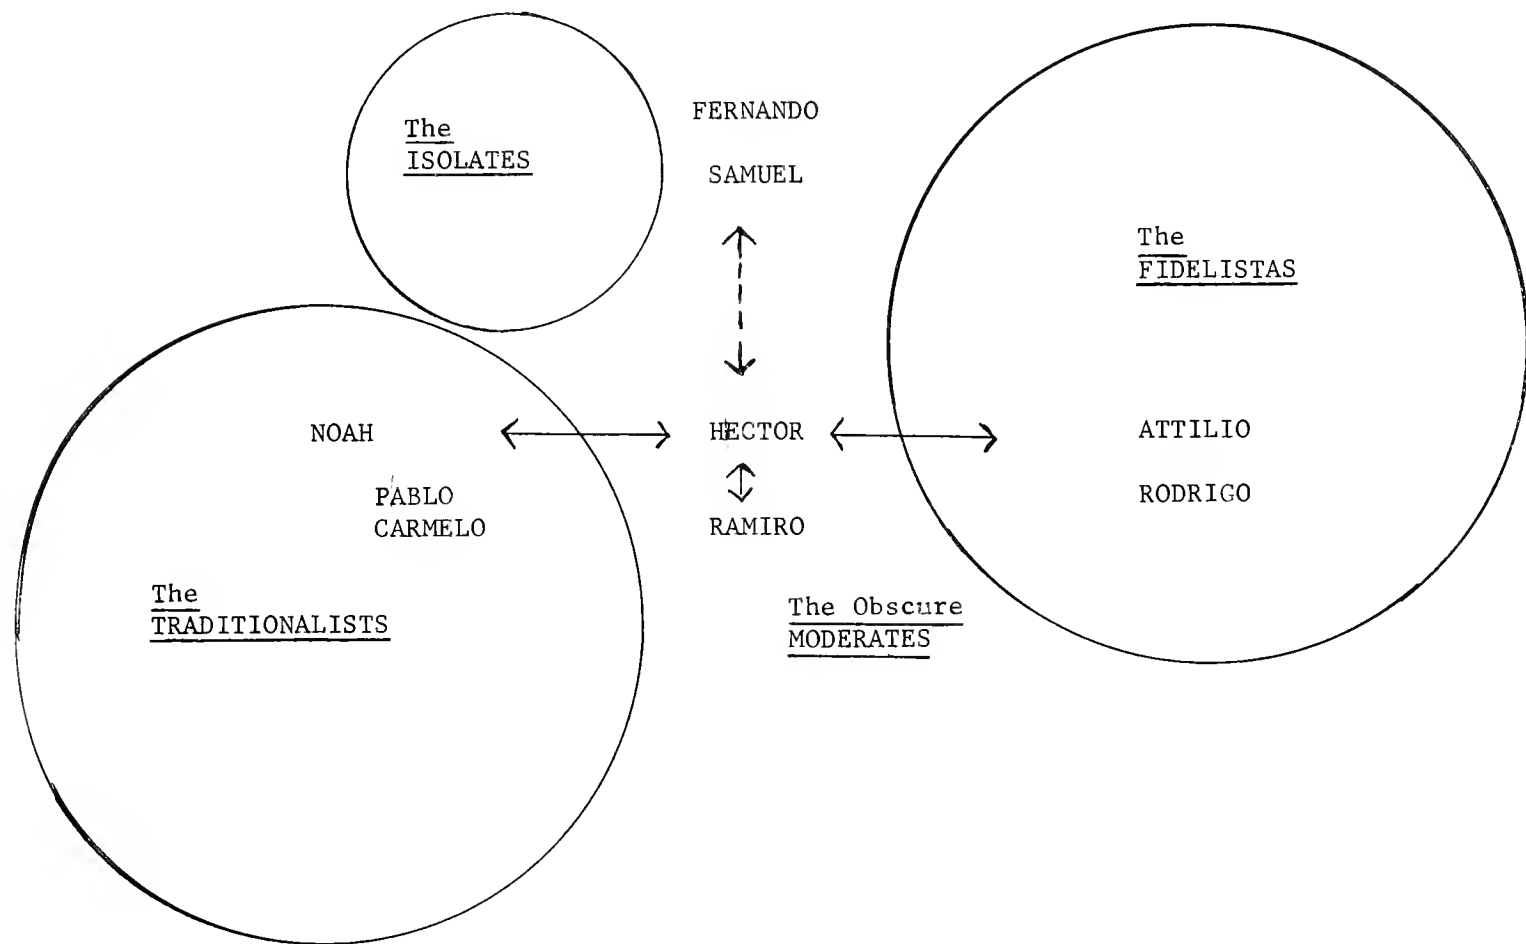 The
ISOLATES
FERNANDO
SAMUEL
The
FIDELISTAS
NOAH
HECTOR
ATTILIO
PABLO
CARMELO
RODRIGO
RAMIRO
The
TRADITIONALISTS
The Obscure
MODERATES